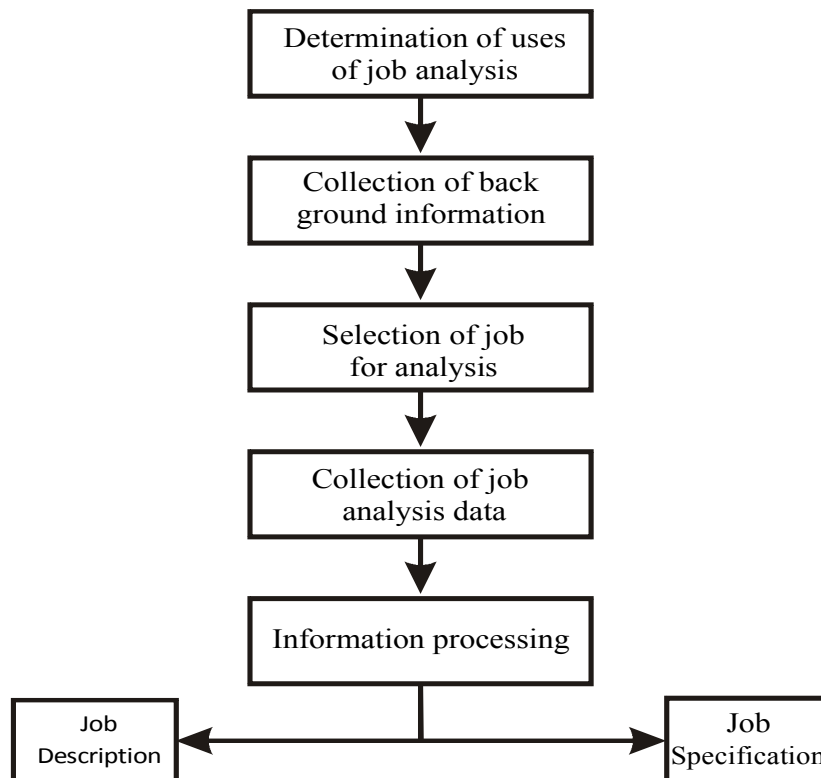 Determination of uses
of job analysis
Collection of back
ground information
Selection of job
for analysis
Collection of job
analysis data
Information processing
Job
Description
Job
Specification